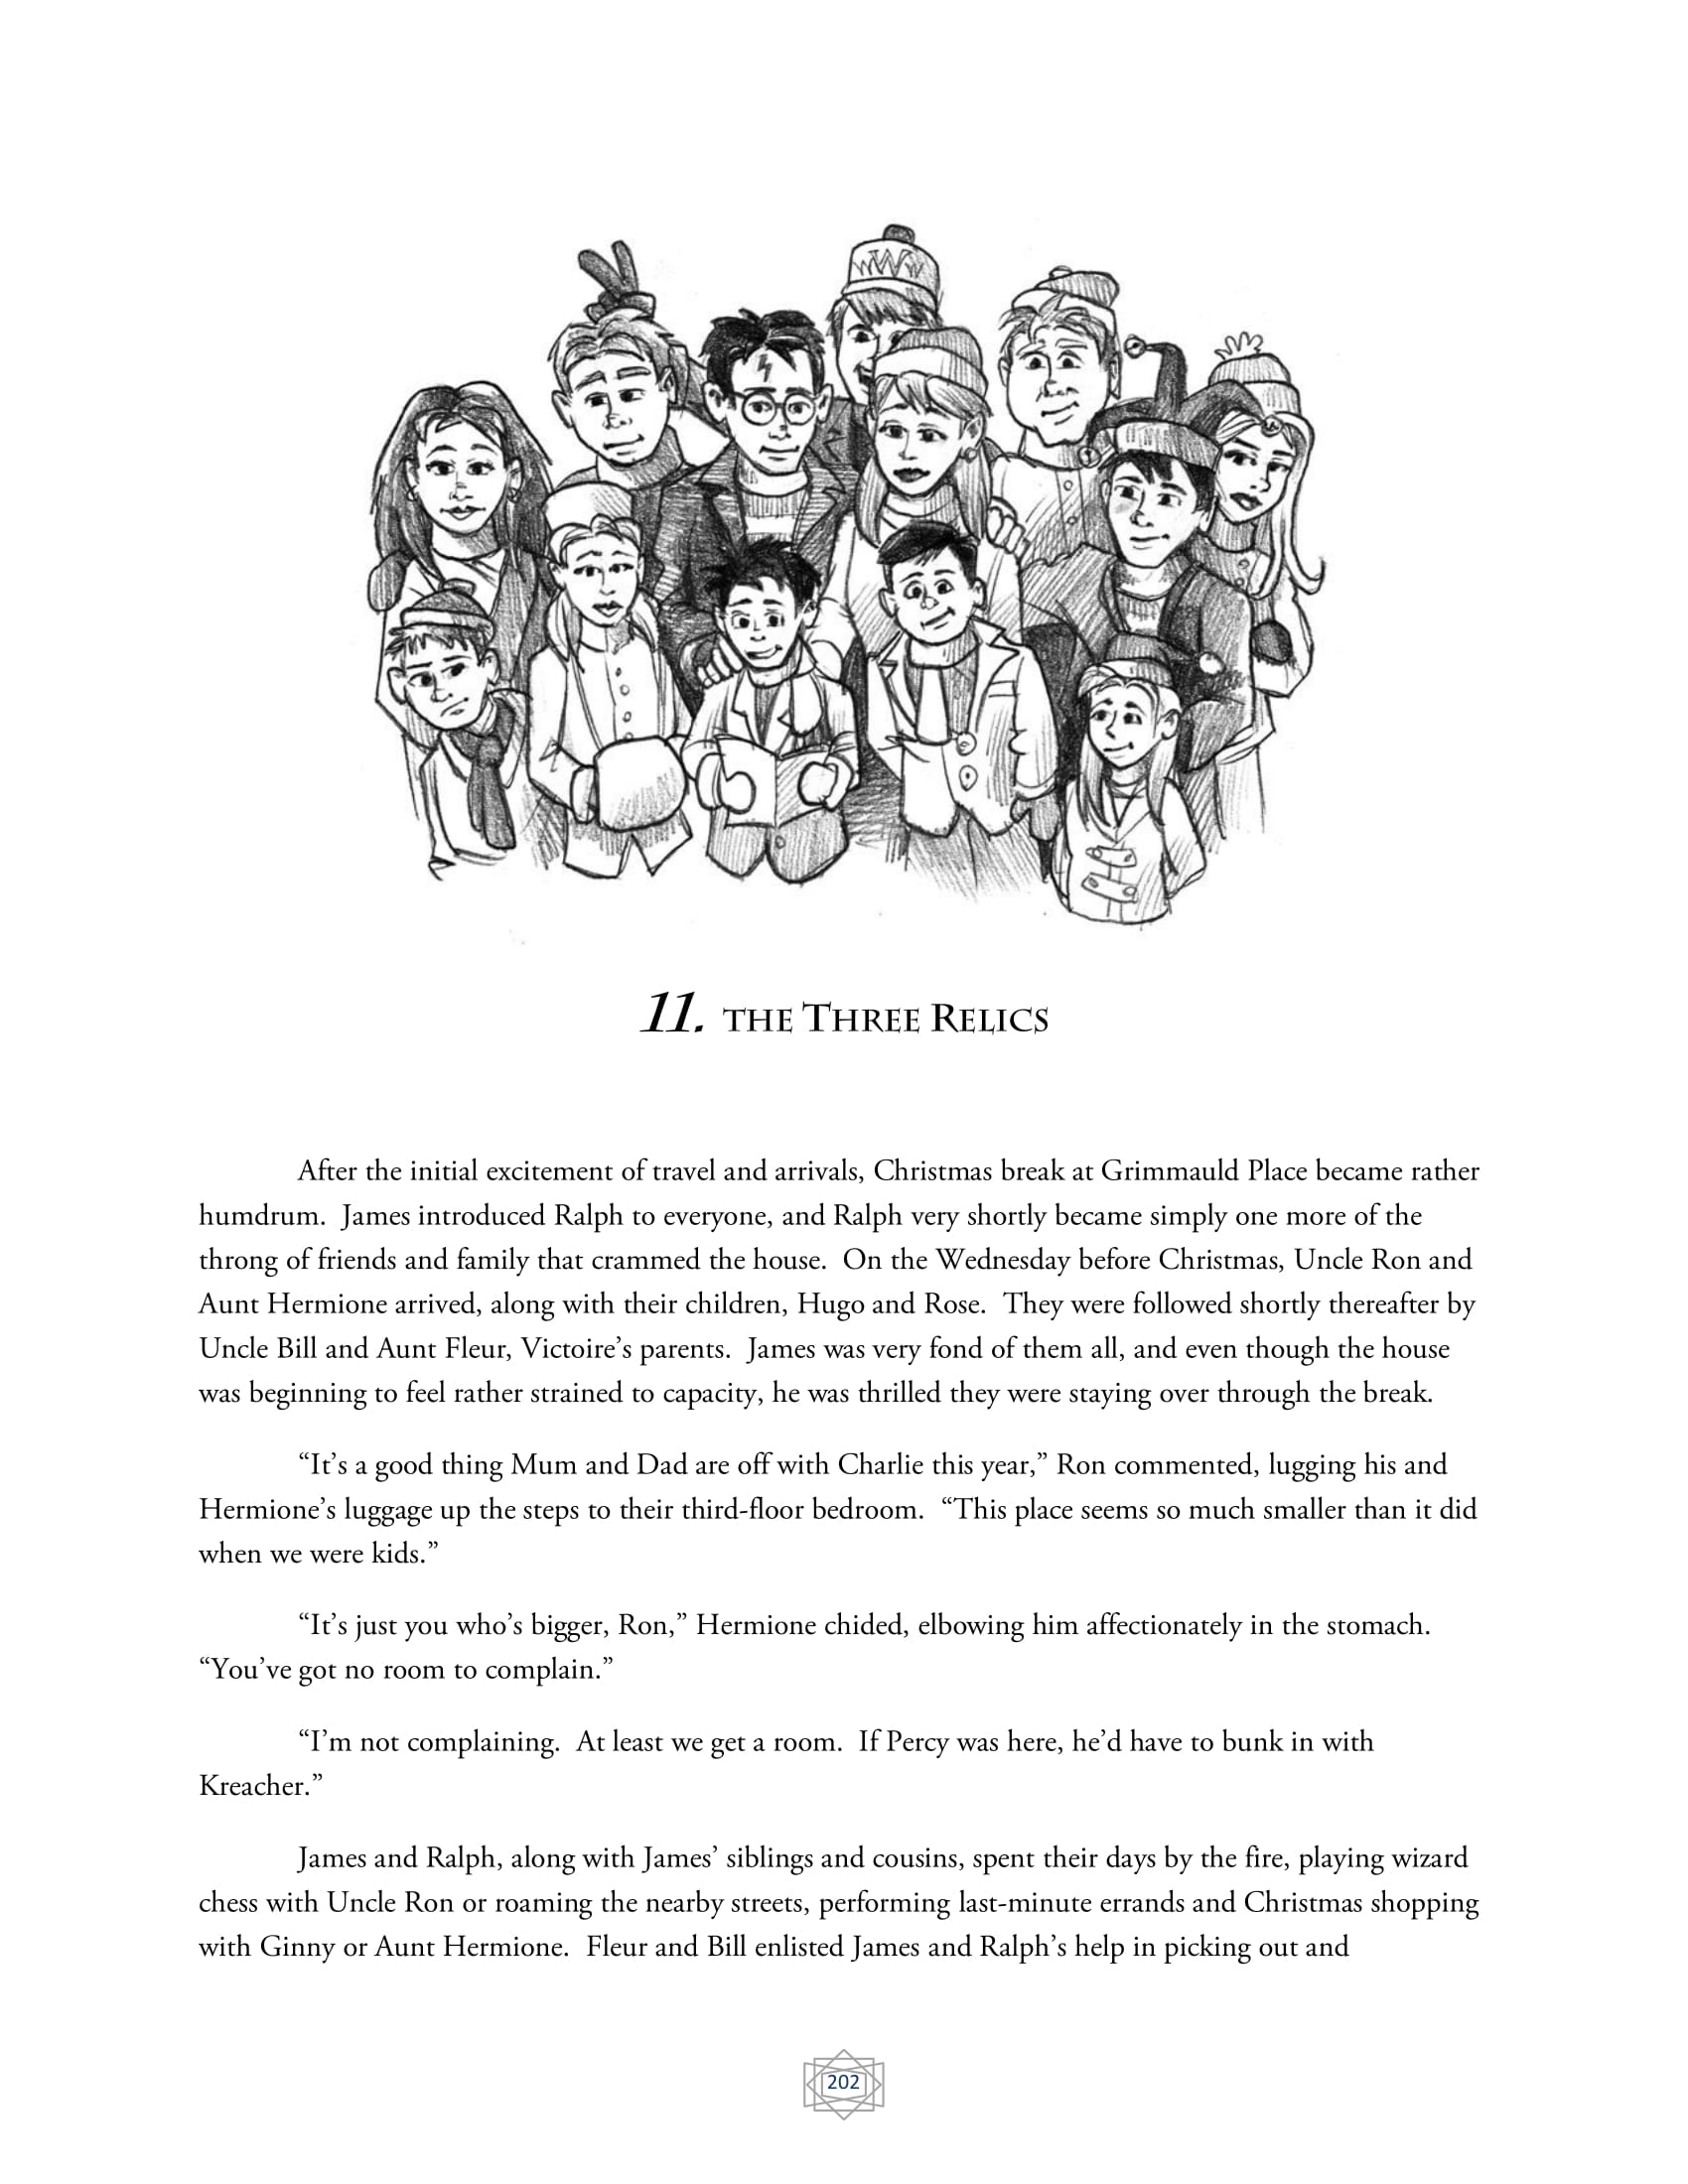 WWW
11. THE THREE RELICS
After the initial excitement of travel and arrivals, Christmas break at Grimmauld Place became rather
humdrum.  James introduced Ralph to everyone, and Ralph very shortly became simply one more of the
throng of friends and family that crammed the house.  On the Wednesday before Christmas, Uncle Ron and
Aunt Hermione arrived, along with their children, Hugo and Rose.  They were followed shortly thereafter by
Uncle Bill and Aunt Fleur, Victoire’s parents.  James was very fond of them all, and even though the house
was beginning to feel rather strained to capacity, he was thrilled they were staying over through the break.
“It’s a good thing Mum and Dad are off with Charlie this year,” Ron commented, lugging his and
Hermione’s luggage up the steps to their third-floor bedroom.  “This place seems so much smaller than it did
when we were kids.”
“It’s just you who’s bigger, Ron,” Hermione chided, elbowing him affectionately in the stomach.
“You’ve got no room to complain.”
“I’m not complaining.  At least we get a room.  If Percy was here, he’d have to bunk in with
Kreacher.”
James and Ralph, along with James’ siblings and cousins, spent their days by the fire, playing wizard
chess with Uncle Ron or roaming the nearby streets, performing last-minute errands and Christmas shopping
with Ginny or Aunt Hermione.  Fleur and Bill enlisted James and Ralph’s help in picking out and
202